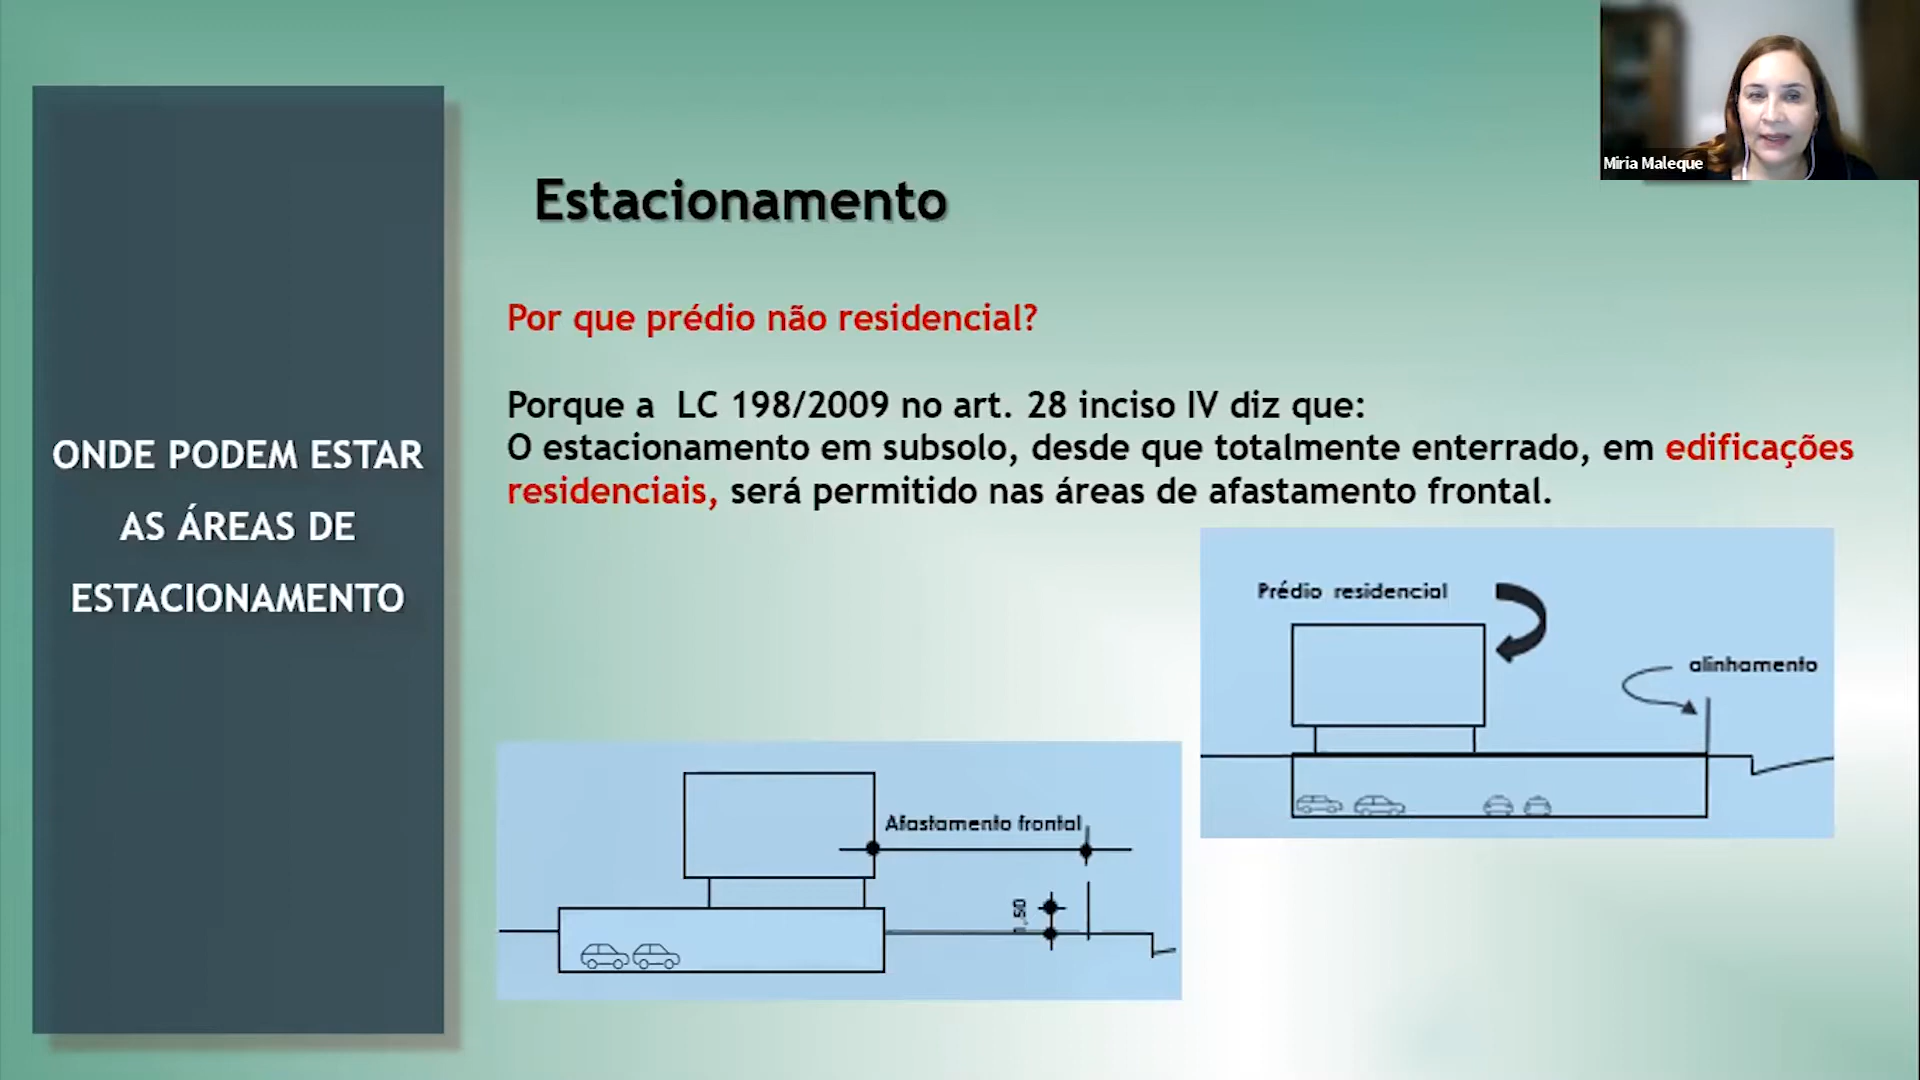 Miria Maleque
ONDE PODEM ESTAR
AS ÁREAS DE
ESTACIONAMENTO
Estacionamento
Por que prédio não residencial?
Porque a LC 198/2009 no art. 28 inciso IV diz que:
O estacionamento em subsolo, desde que totalmente enterrado, em edificações
residenciais, será permitido nas áreas de afastamento frontal.
Prédio residencial
alinhamento
Afastamento frontal
1,50